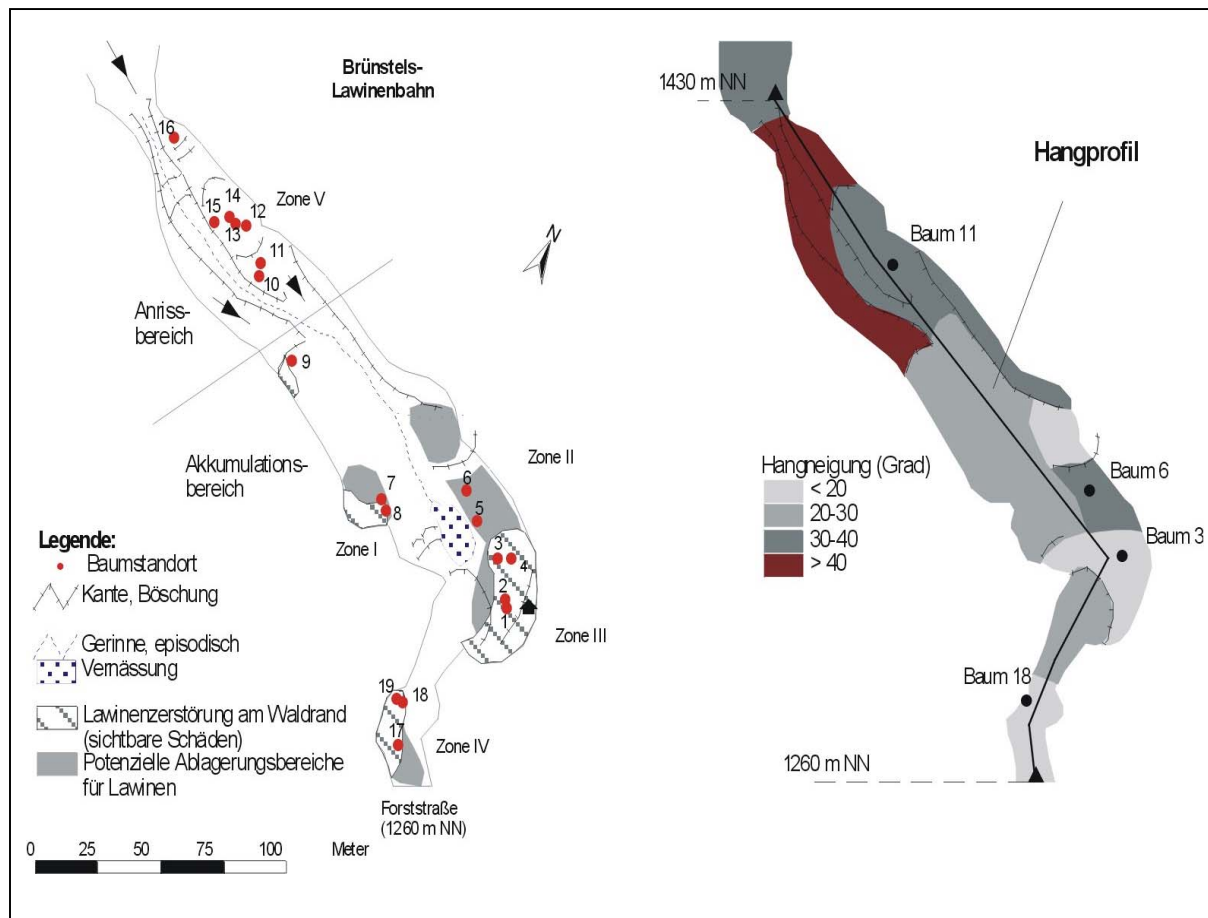 Brünstels-
Lawinenbahn
16
14
15
12
13
Zone V
11
10
N
Anriss-
bereich
9
Akkumulations-
bereich
Zone II
6
7
5
8
Zone I
3
4
2
1
Zone III
19
18
17
Zone IV
Forststraße
(1260 m NN)
Legende:
Baumstandort
Kante, Böschung
Gerinne, episodisch
Vernässung
Lawinenzerstörung am Waldrand
(sichtbare Schäden)
Potenzielle Ablagerungsbereiche
für Lawinen
0 25 50 75 100 Meter
1430 m NN
Hangprofil
Baum 11
Hangneigung (Grad)
< 20
20-30
30-40
> 40
Baum 6
Baum 3
Baum 18
1260 m NN